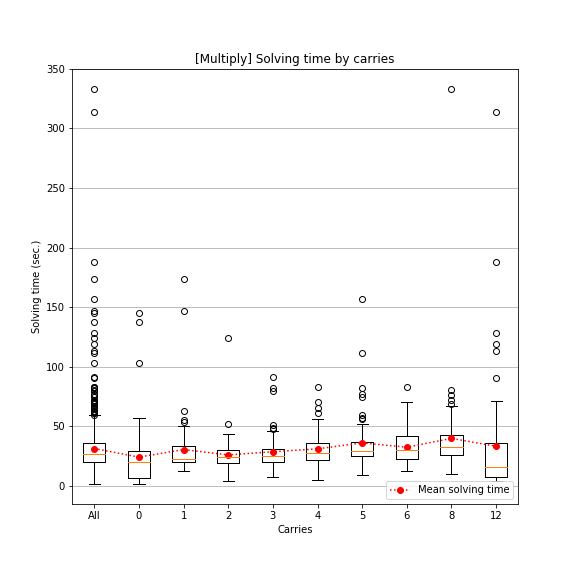 [Multiply] Solving time by carries
350
300
250
200
150
100
50
0
Solving time (sec.)
Mean solving time
All 0 1 2 3 4 5 6 8 12
Carries